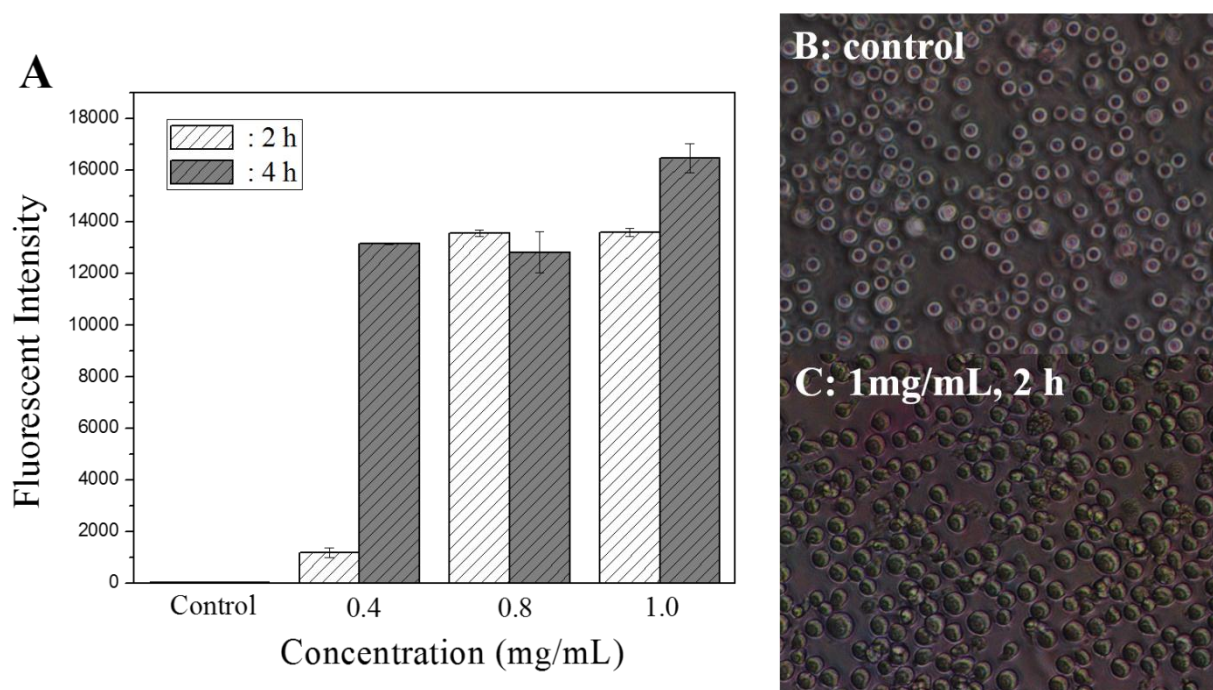 A
Fluorescent Intensity
18000
16000
14000
12000
10000
8000
6000
4000
2000
0
: 2 h
: 4 h
Control
0.4
0.8
1.0
Concentration (mg/mL)
B: control
C: 1mg/mL, 2 h